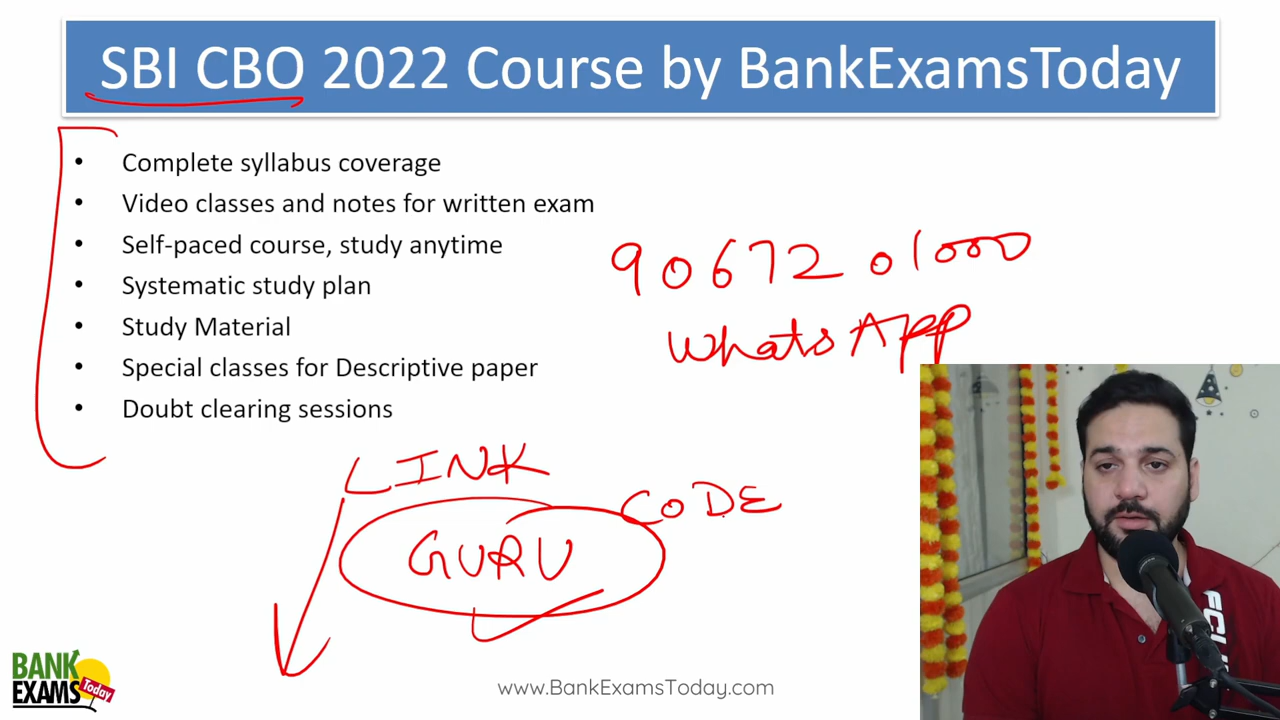 SBI CBO 2022 Course by BankExamsToday
• Complete syllabus coverage
• Video classes and notes for written exam
• Self-paced course, study anytime
• Systematic study plan
• Study Material
• Special classes for Descriptive paper
• Doubt clearing sessions
90672 01000
WhatsApp
LINK
CODE
GURU
BANK
EXAMS Today
www.BankExamsToday.com